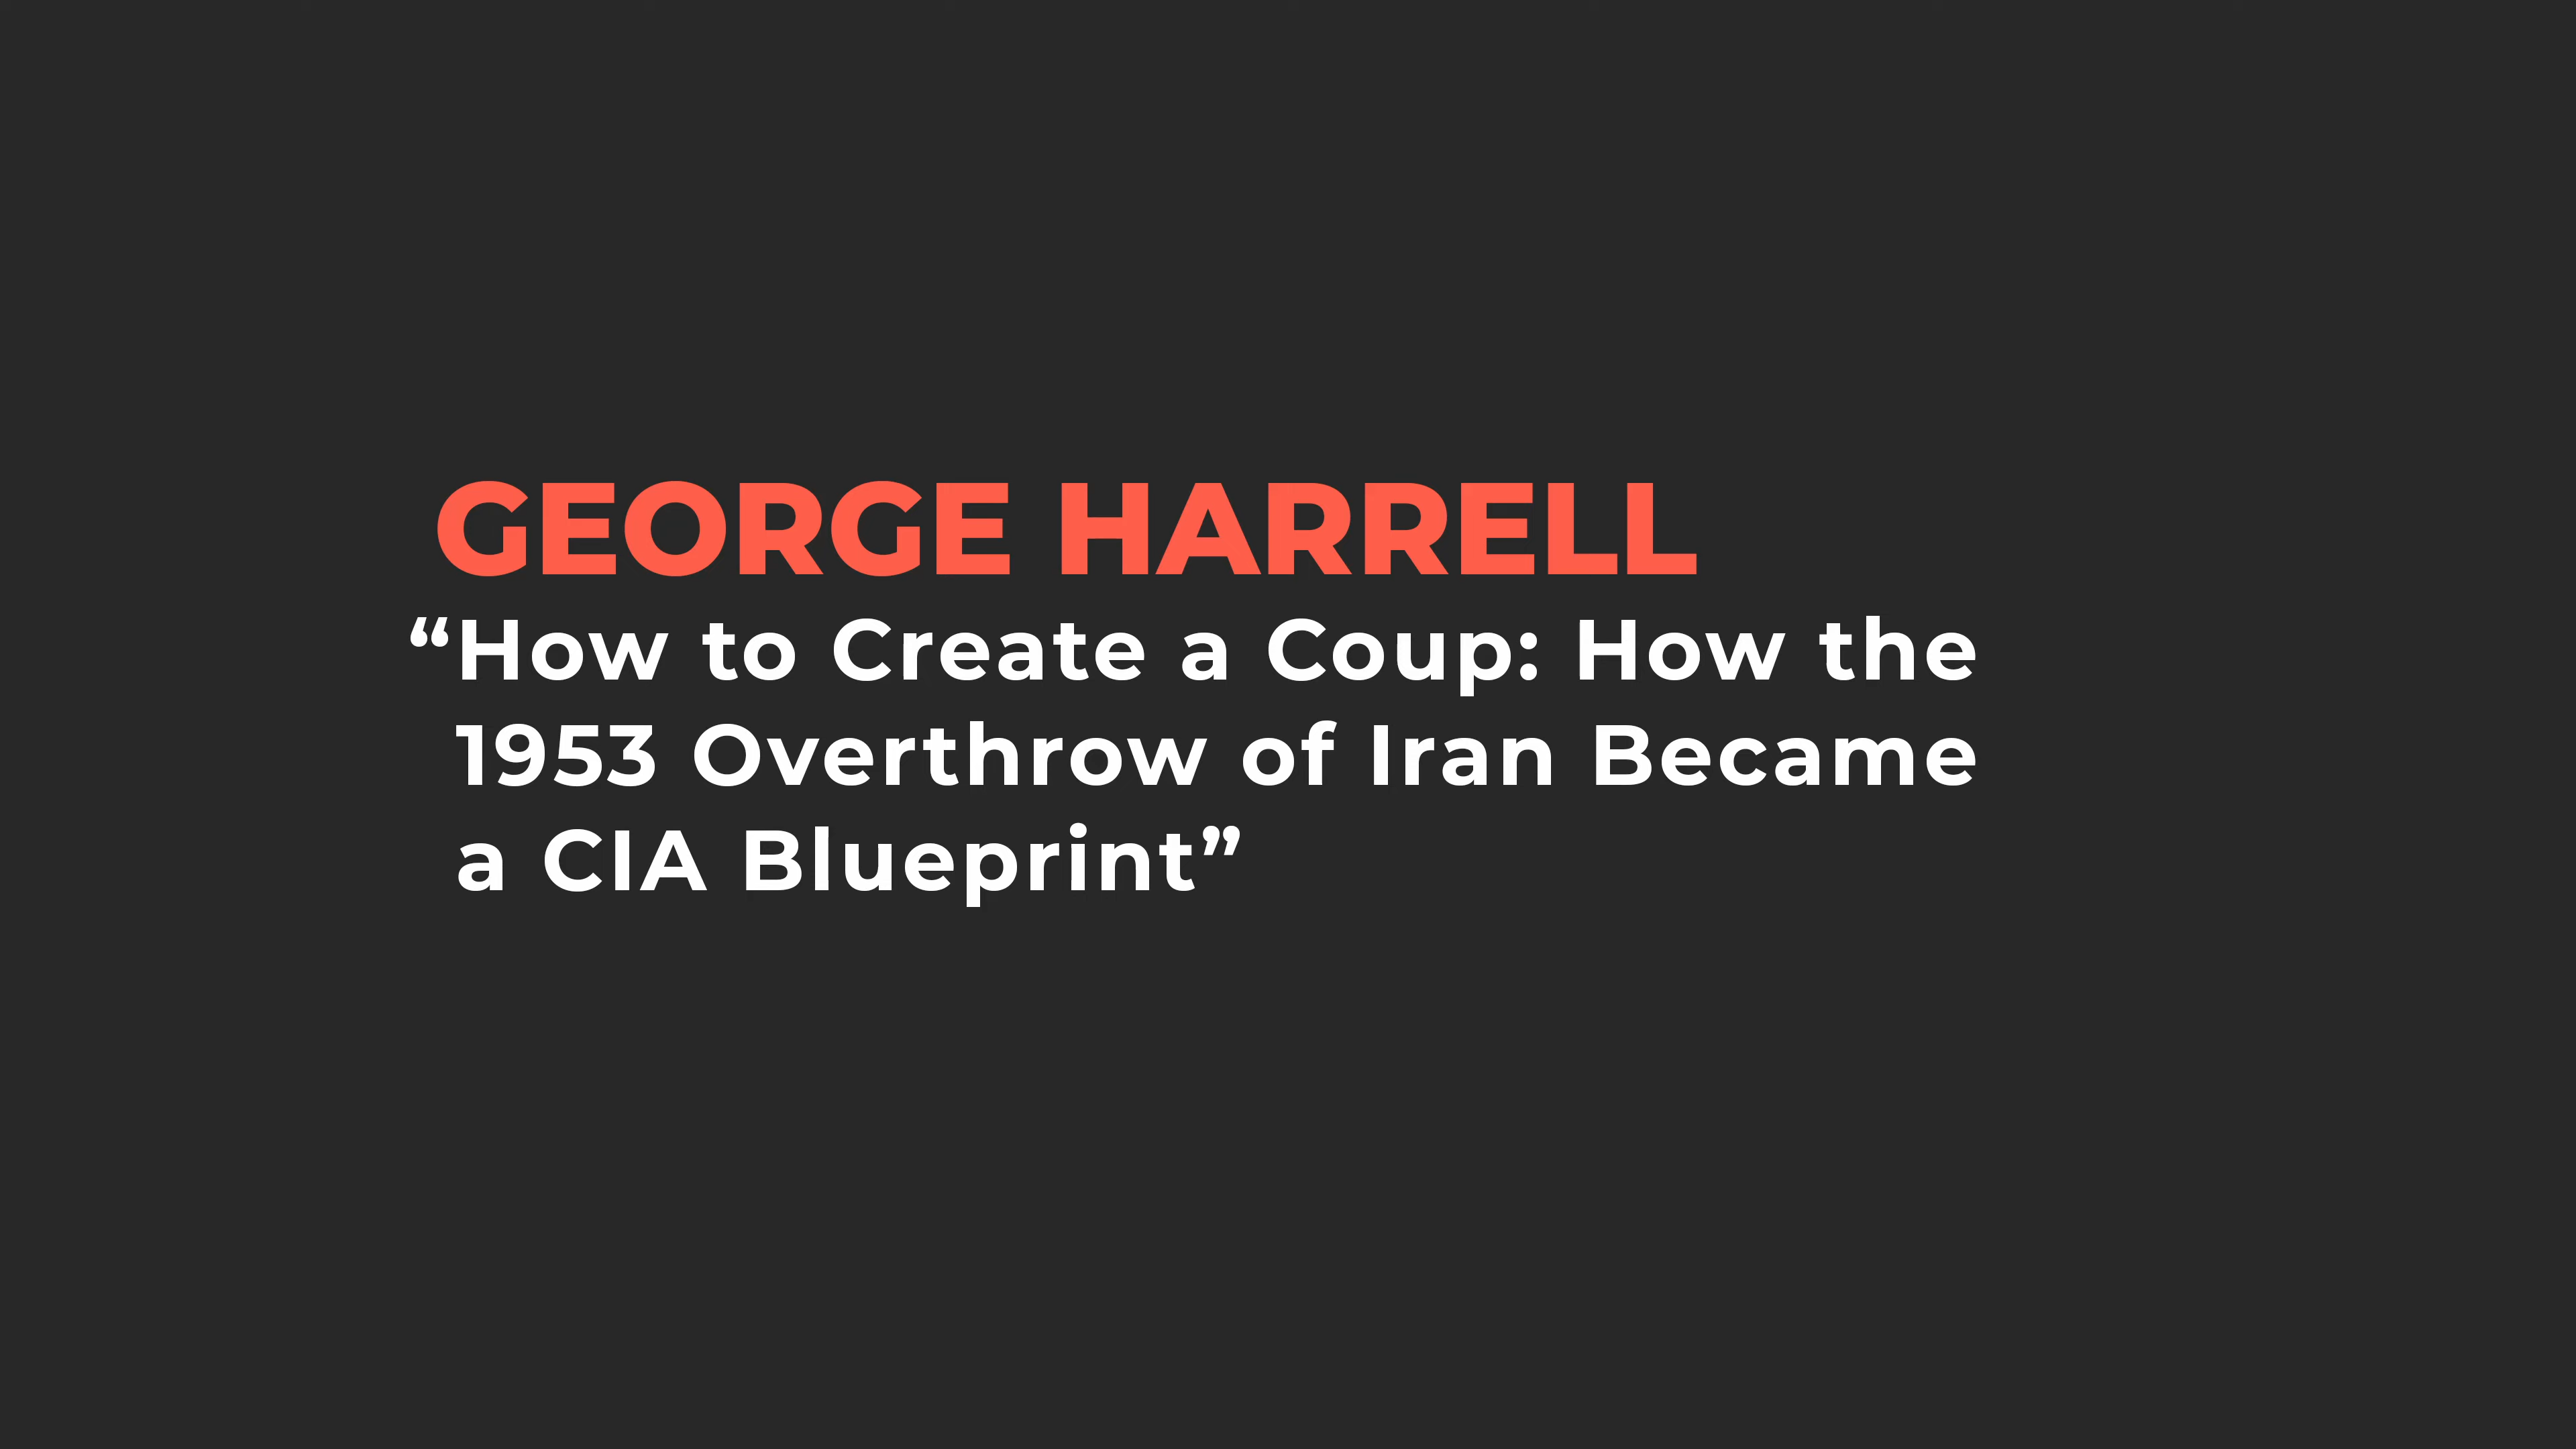 GEORGE HARRELL
“How to Create a Coup: How the
1953 Overthrow of Iran Became
a CIA Blueprint”